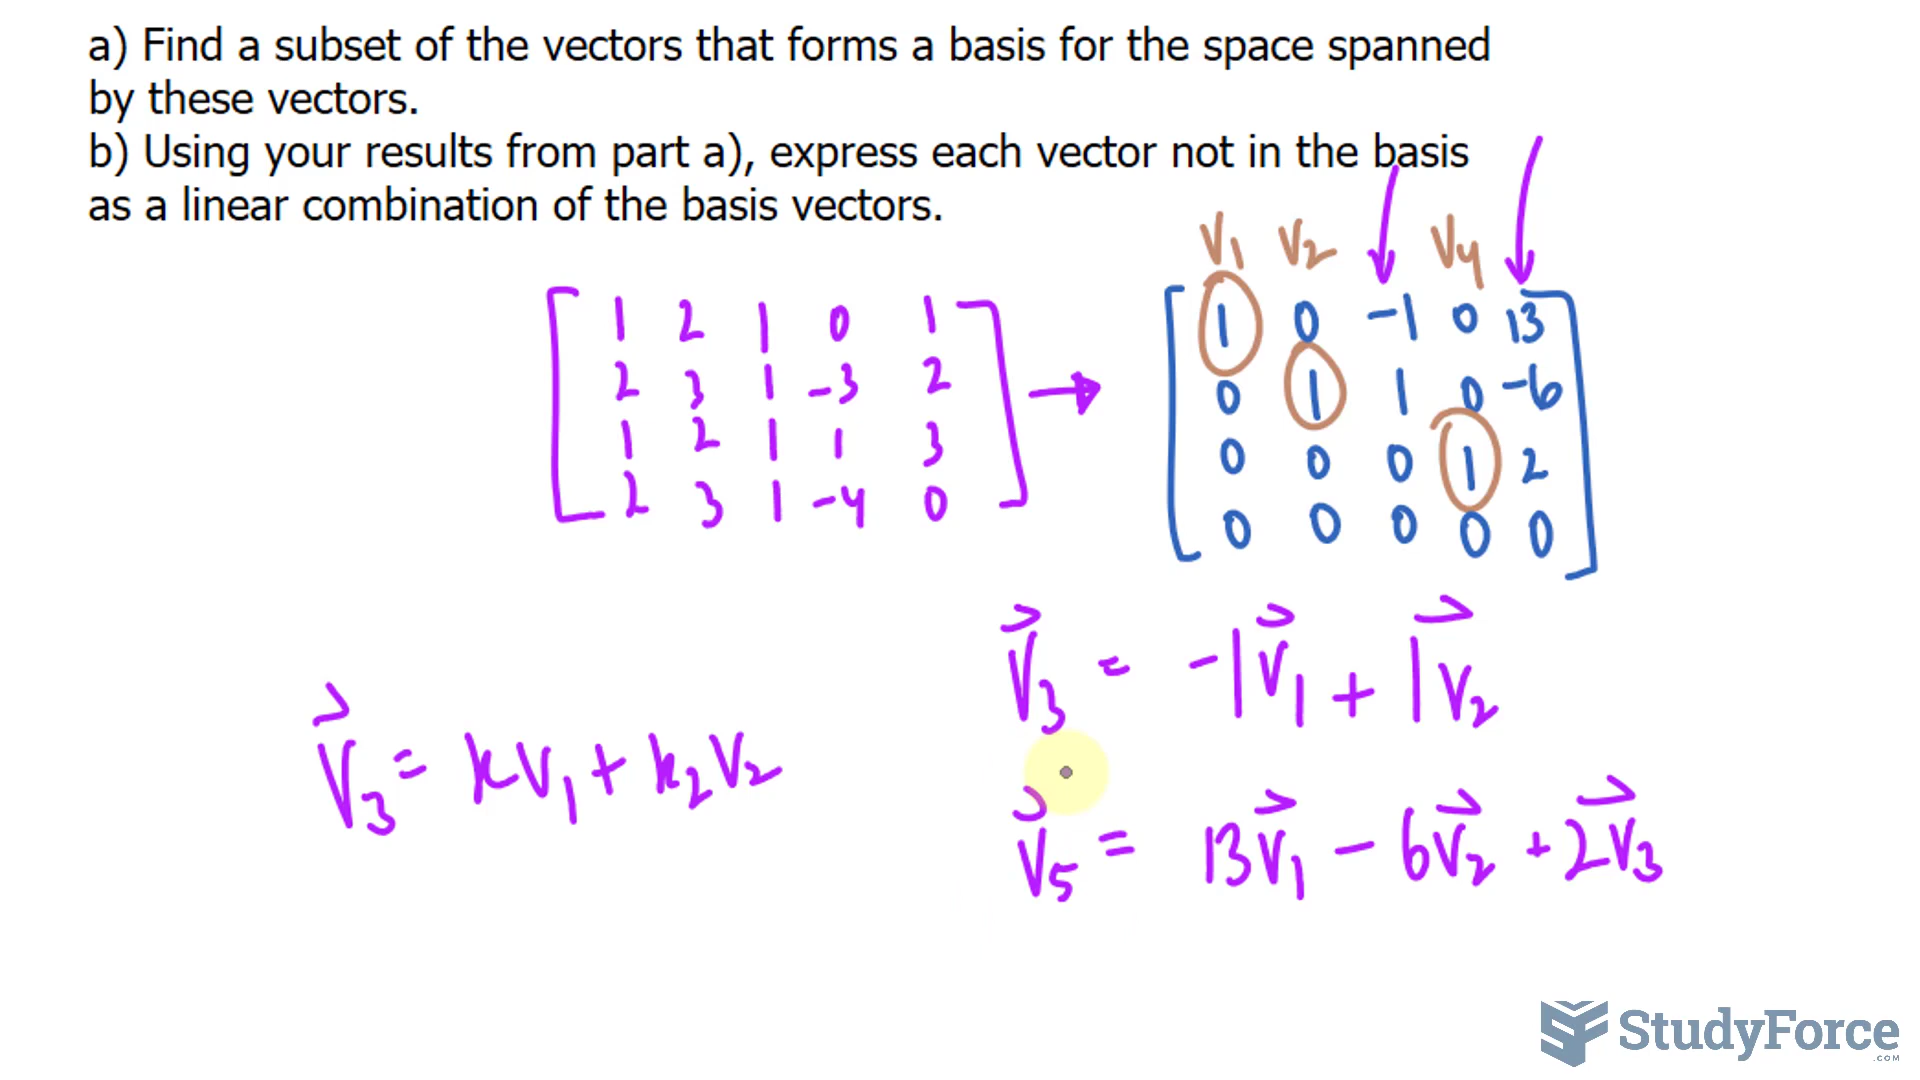 a) Find a subset of the vectors that forms a basis for the space spanned
by these vectors.
b) Using your results from part a), express each vector not in the basis
as a linear combination of the basis vectors.
V1 V2 V4
1 2 1 0 1 → 1 0 -1 0 13
2 3 1 -3 2 0 1 1 0 -6
1 2 1 1 3 0 0 0 1 2
2 3 1 -4 0 0 0 0 0 0
V3 = -1V1 + 1V2
V3 = kV1 + k2V2
V5 = 13V1 - 6V2 + 2V3
StudyForce
.COM